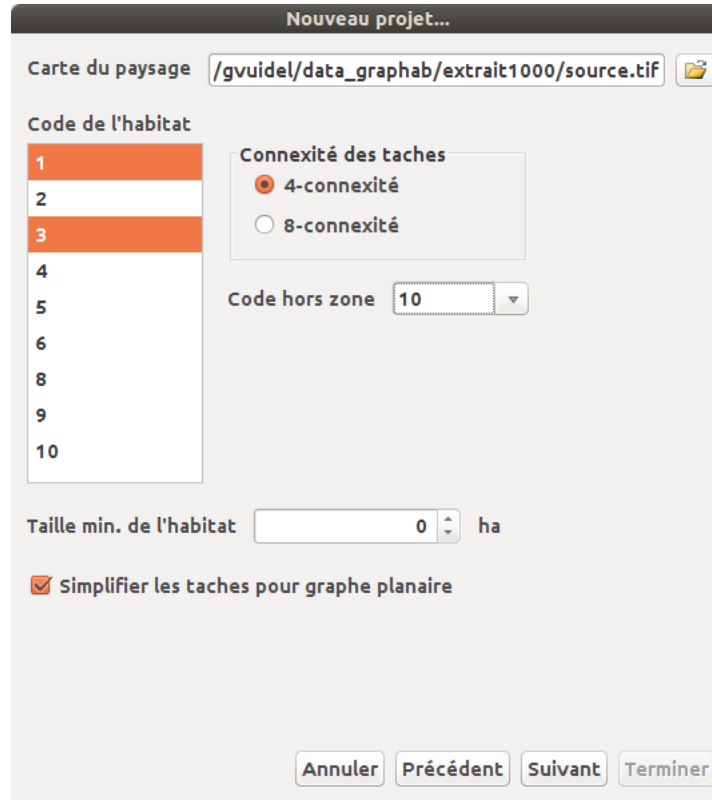 Nouveau projet...
Carte du paysage /gvuidel/data_graphab/extrait1000/source.tif
Code de l'habitat
1
2
3
4
5
6
8
9
10
Connexité des taches
4-connexité
8-connexité
Code hors zone 10
Taille min. de l'habitat 0 ha
Simplifier les taches pour graphe planaire
Annuler Précédent Suivant Terminer